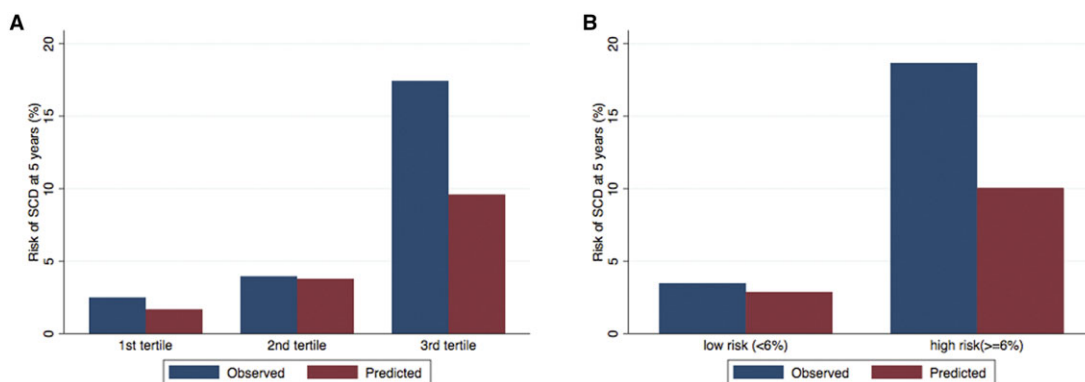 A
Risk of SCD at 5 years (%)
20
15
10
5
0
1st tertile 2nd tertile 3rd tertile
Observed Predicted
B
Risk of SCD at 5 years (%)
20
15
10
5
0
low risk (<6%) high risk(>=6%)
Observed Predicted